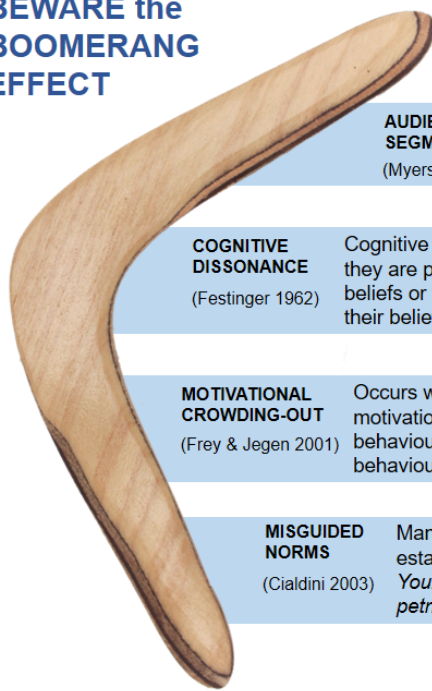 BEWARE the
BOOMERANG
EFFECT
AUDIE
SEGM
(Myers
COGNITIVE
DISSONANCE
(Festinger 1962)
Cognitive
they are p
beliefs or
their belie
MOTIVATIONAL
CROWDING-OUT
(Frey & Jegen 2001)
Occurs w
motivatio
behaviou
behaviou
MISGUIDED
NORMS
(Cialdini 2003)
Man
esta
You
petr